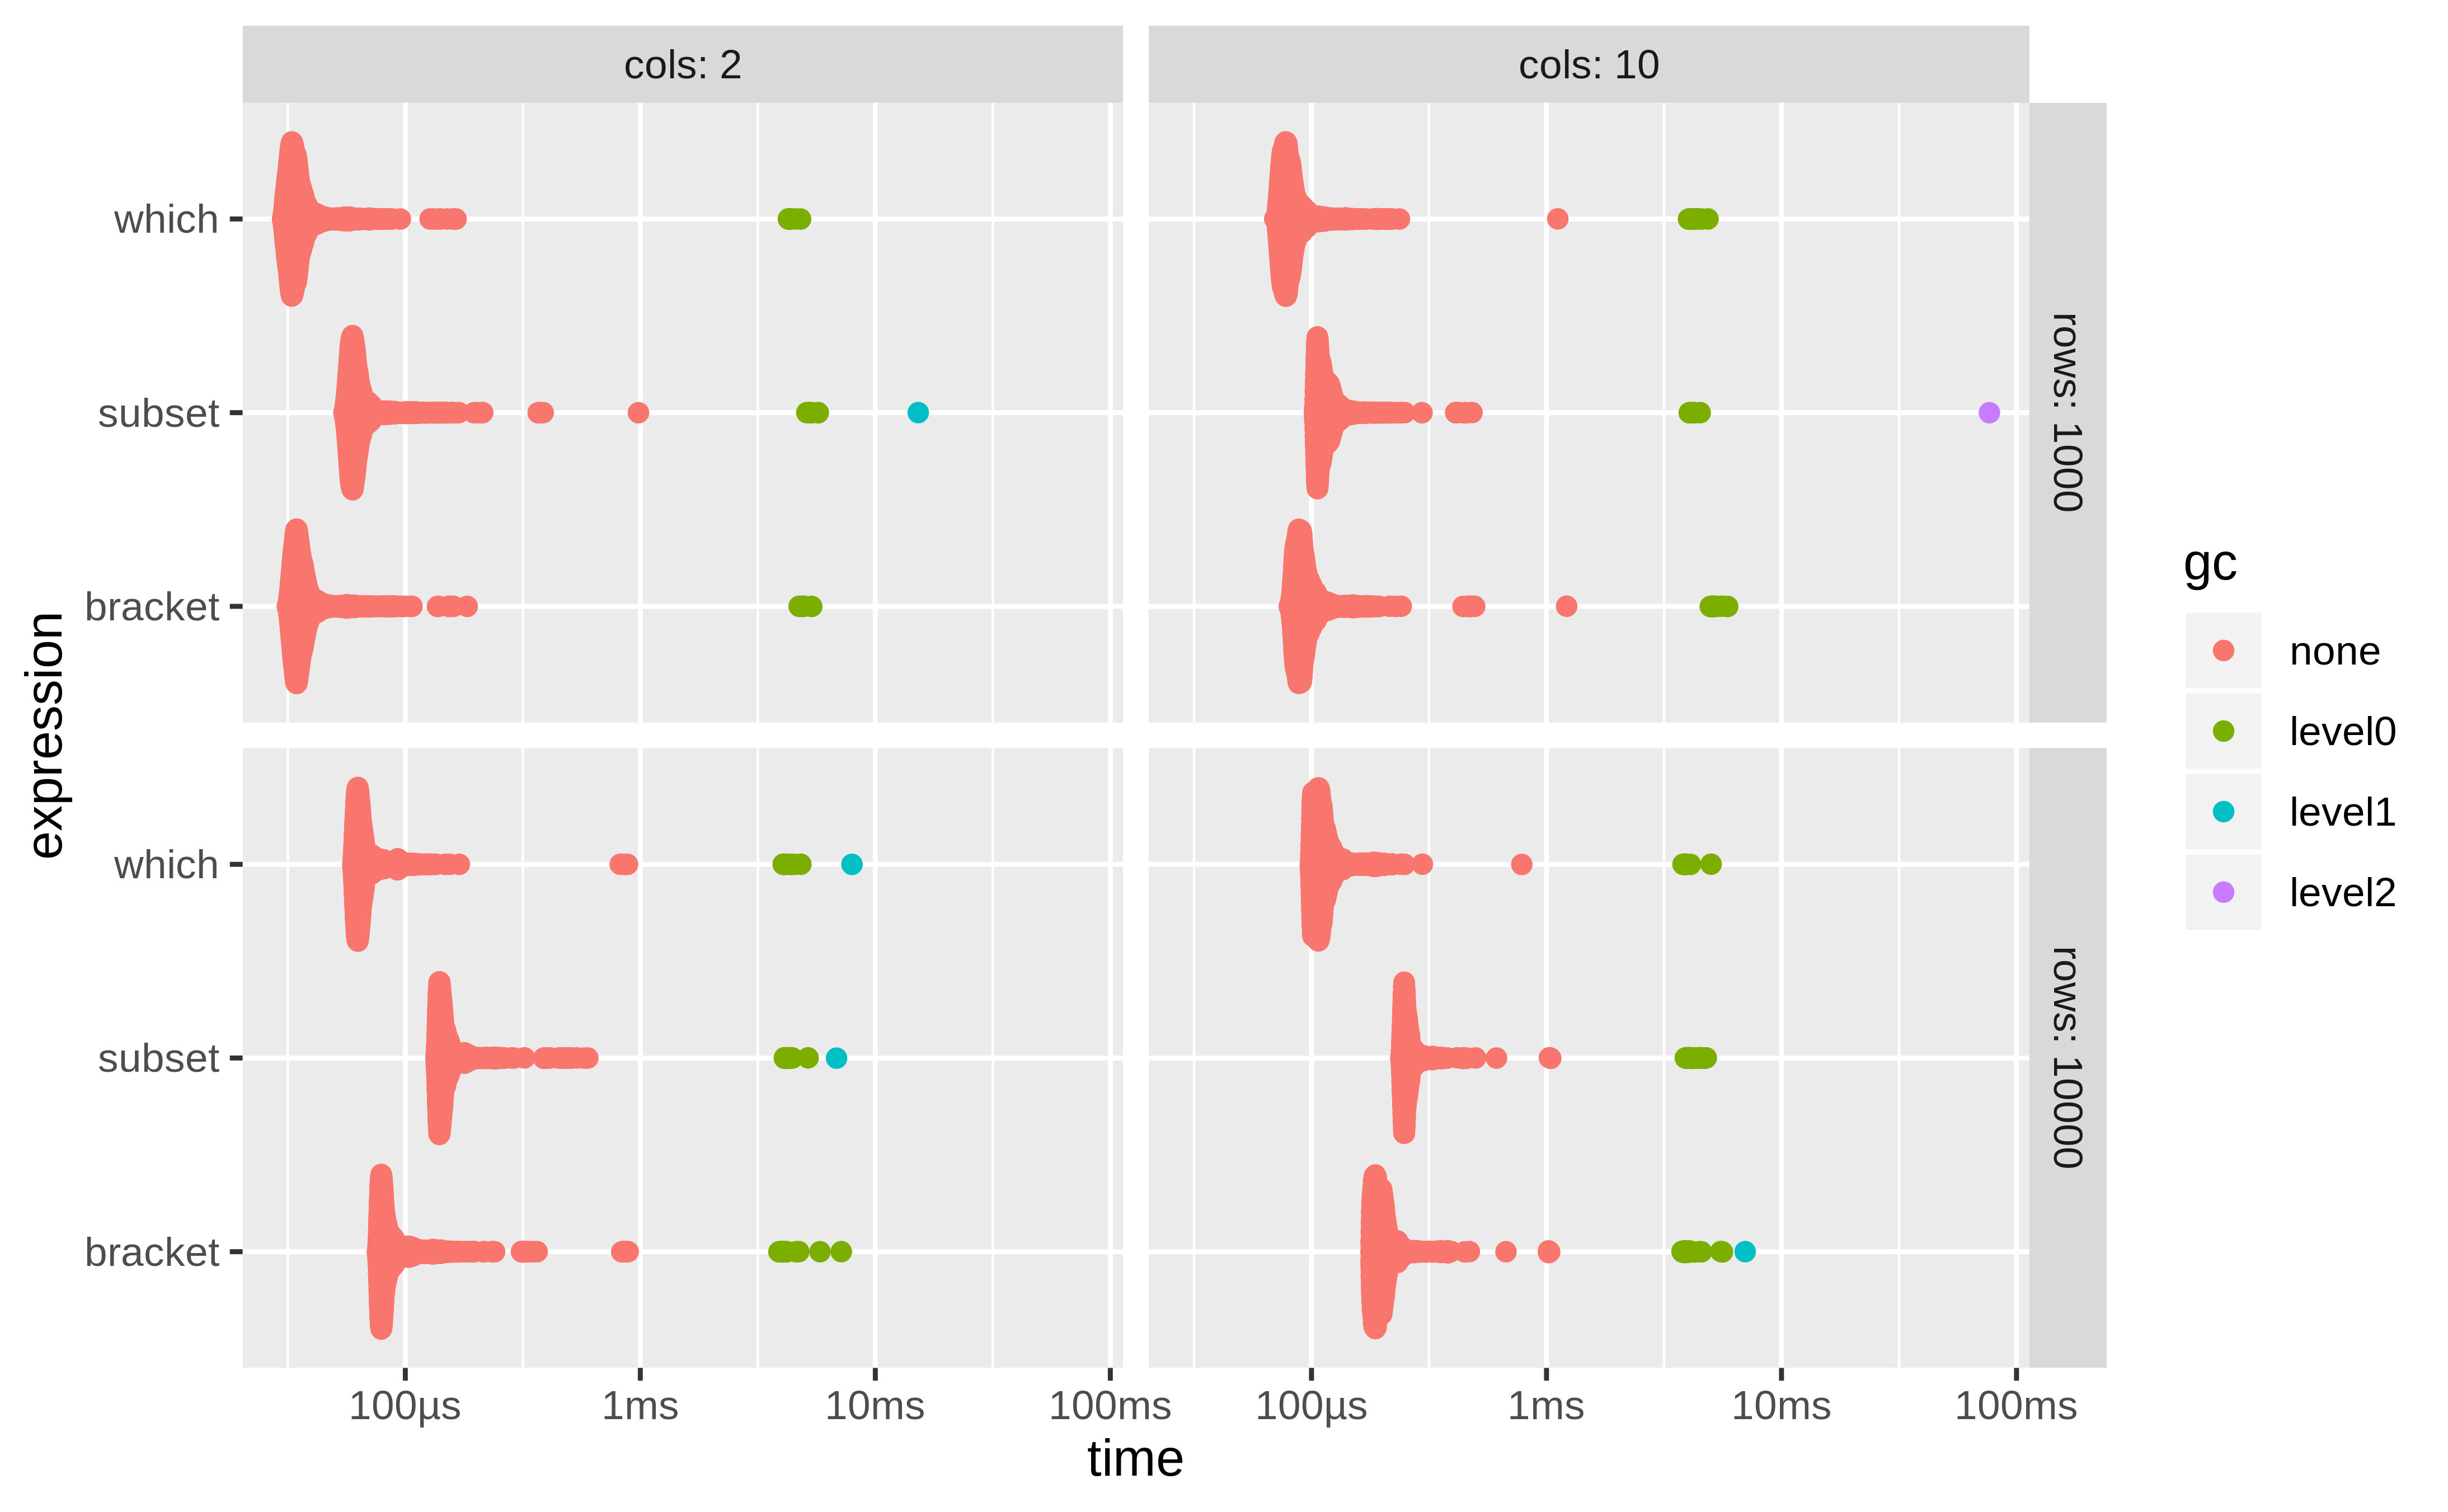 cols: 2
cols: 10
which
subset
bracket
rows: 1000
which
subset
bracket
rows: 10000
expression
100µs
1ms
10ms
100ms
100µs
1ms
10ms
100ms
time
gc
none
level0
level1
level2